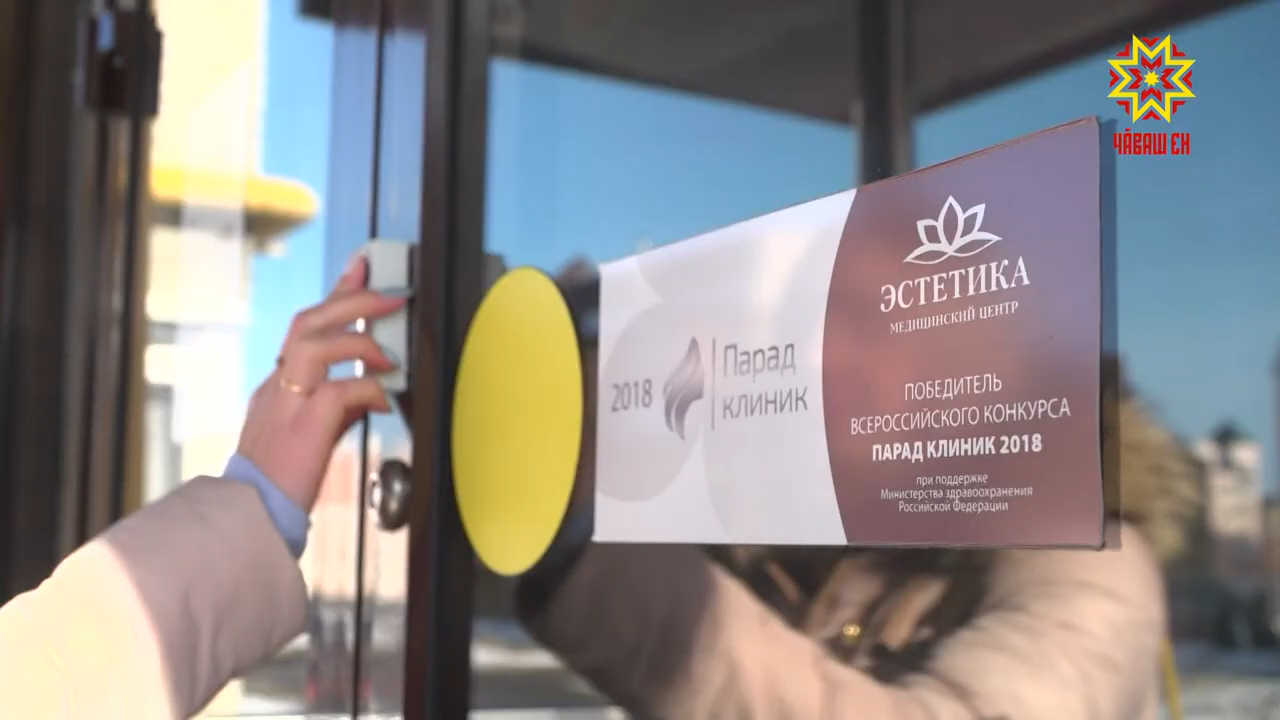 ЧӐВАШ ЕН
ЭСТЕТИКА
МЕДИЦИНСКИЙ ЦЕНТР
2018
Парад
клиник
ПОБЕДИТЕЛЬ
ВСЕРОССИЙСКОГО КОНКУРСА
ПАРАД КЛИНИК 2018
при поддержке
Министерства здравоохранения
Российской Федерации